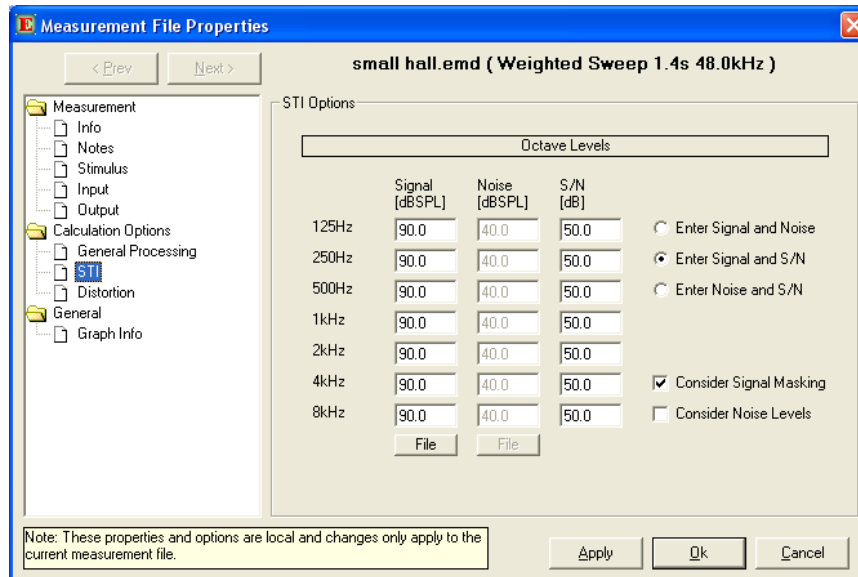 E Measurement File Properties
< Prev Next >
small hall.emd ( Weighted Sweep 1.4s 48.0kHz )
Measurement
Info
Notes
Stimulus
Input
Output
Calculation Options
General Processing
STI
Distortion
General
Graph Info
STI Options
Octave Levels
Signal [dBSPL] Noise [dBSPL] S/N [dB]
125Hz 90.0 40.0 50.0
250Hz 90.0 40.0 50.0
500Hz 90.0 40.0 50.0
1kHz 90.0 40.0 50.0
2kHz 90.0 40.0 50.0
4kHz 90.0 40.0 50.0
8kHz 90.0 40.0 50.0
File File
Enter Signal and Noise
Enter Signal and S/N
Enter Noise and S/N
Consider Signal Masking
Consider Noise Levels
Note: These properties and options are local and changes only apply to the
current measurement file.
Apply Ok Cancel